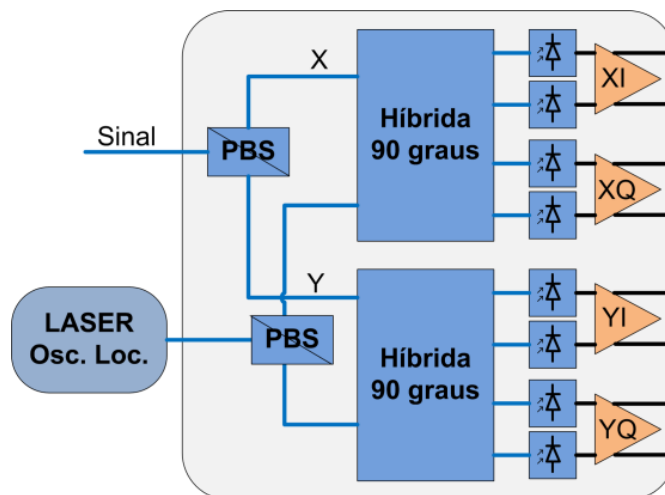 X
Sinal
PBS
Híbrida
90 graus
XI
XQ
Y
LASER
Osc. Loc.
PBS
Híbrida
90 graus
YI
YQ